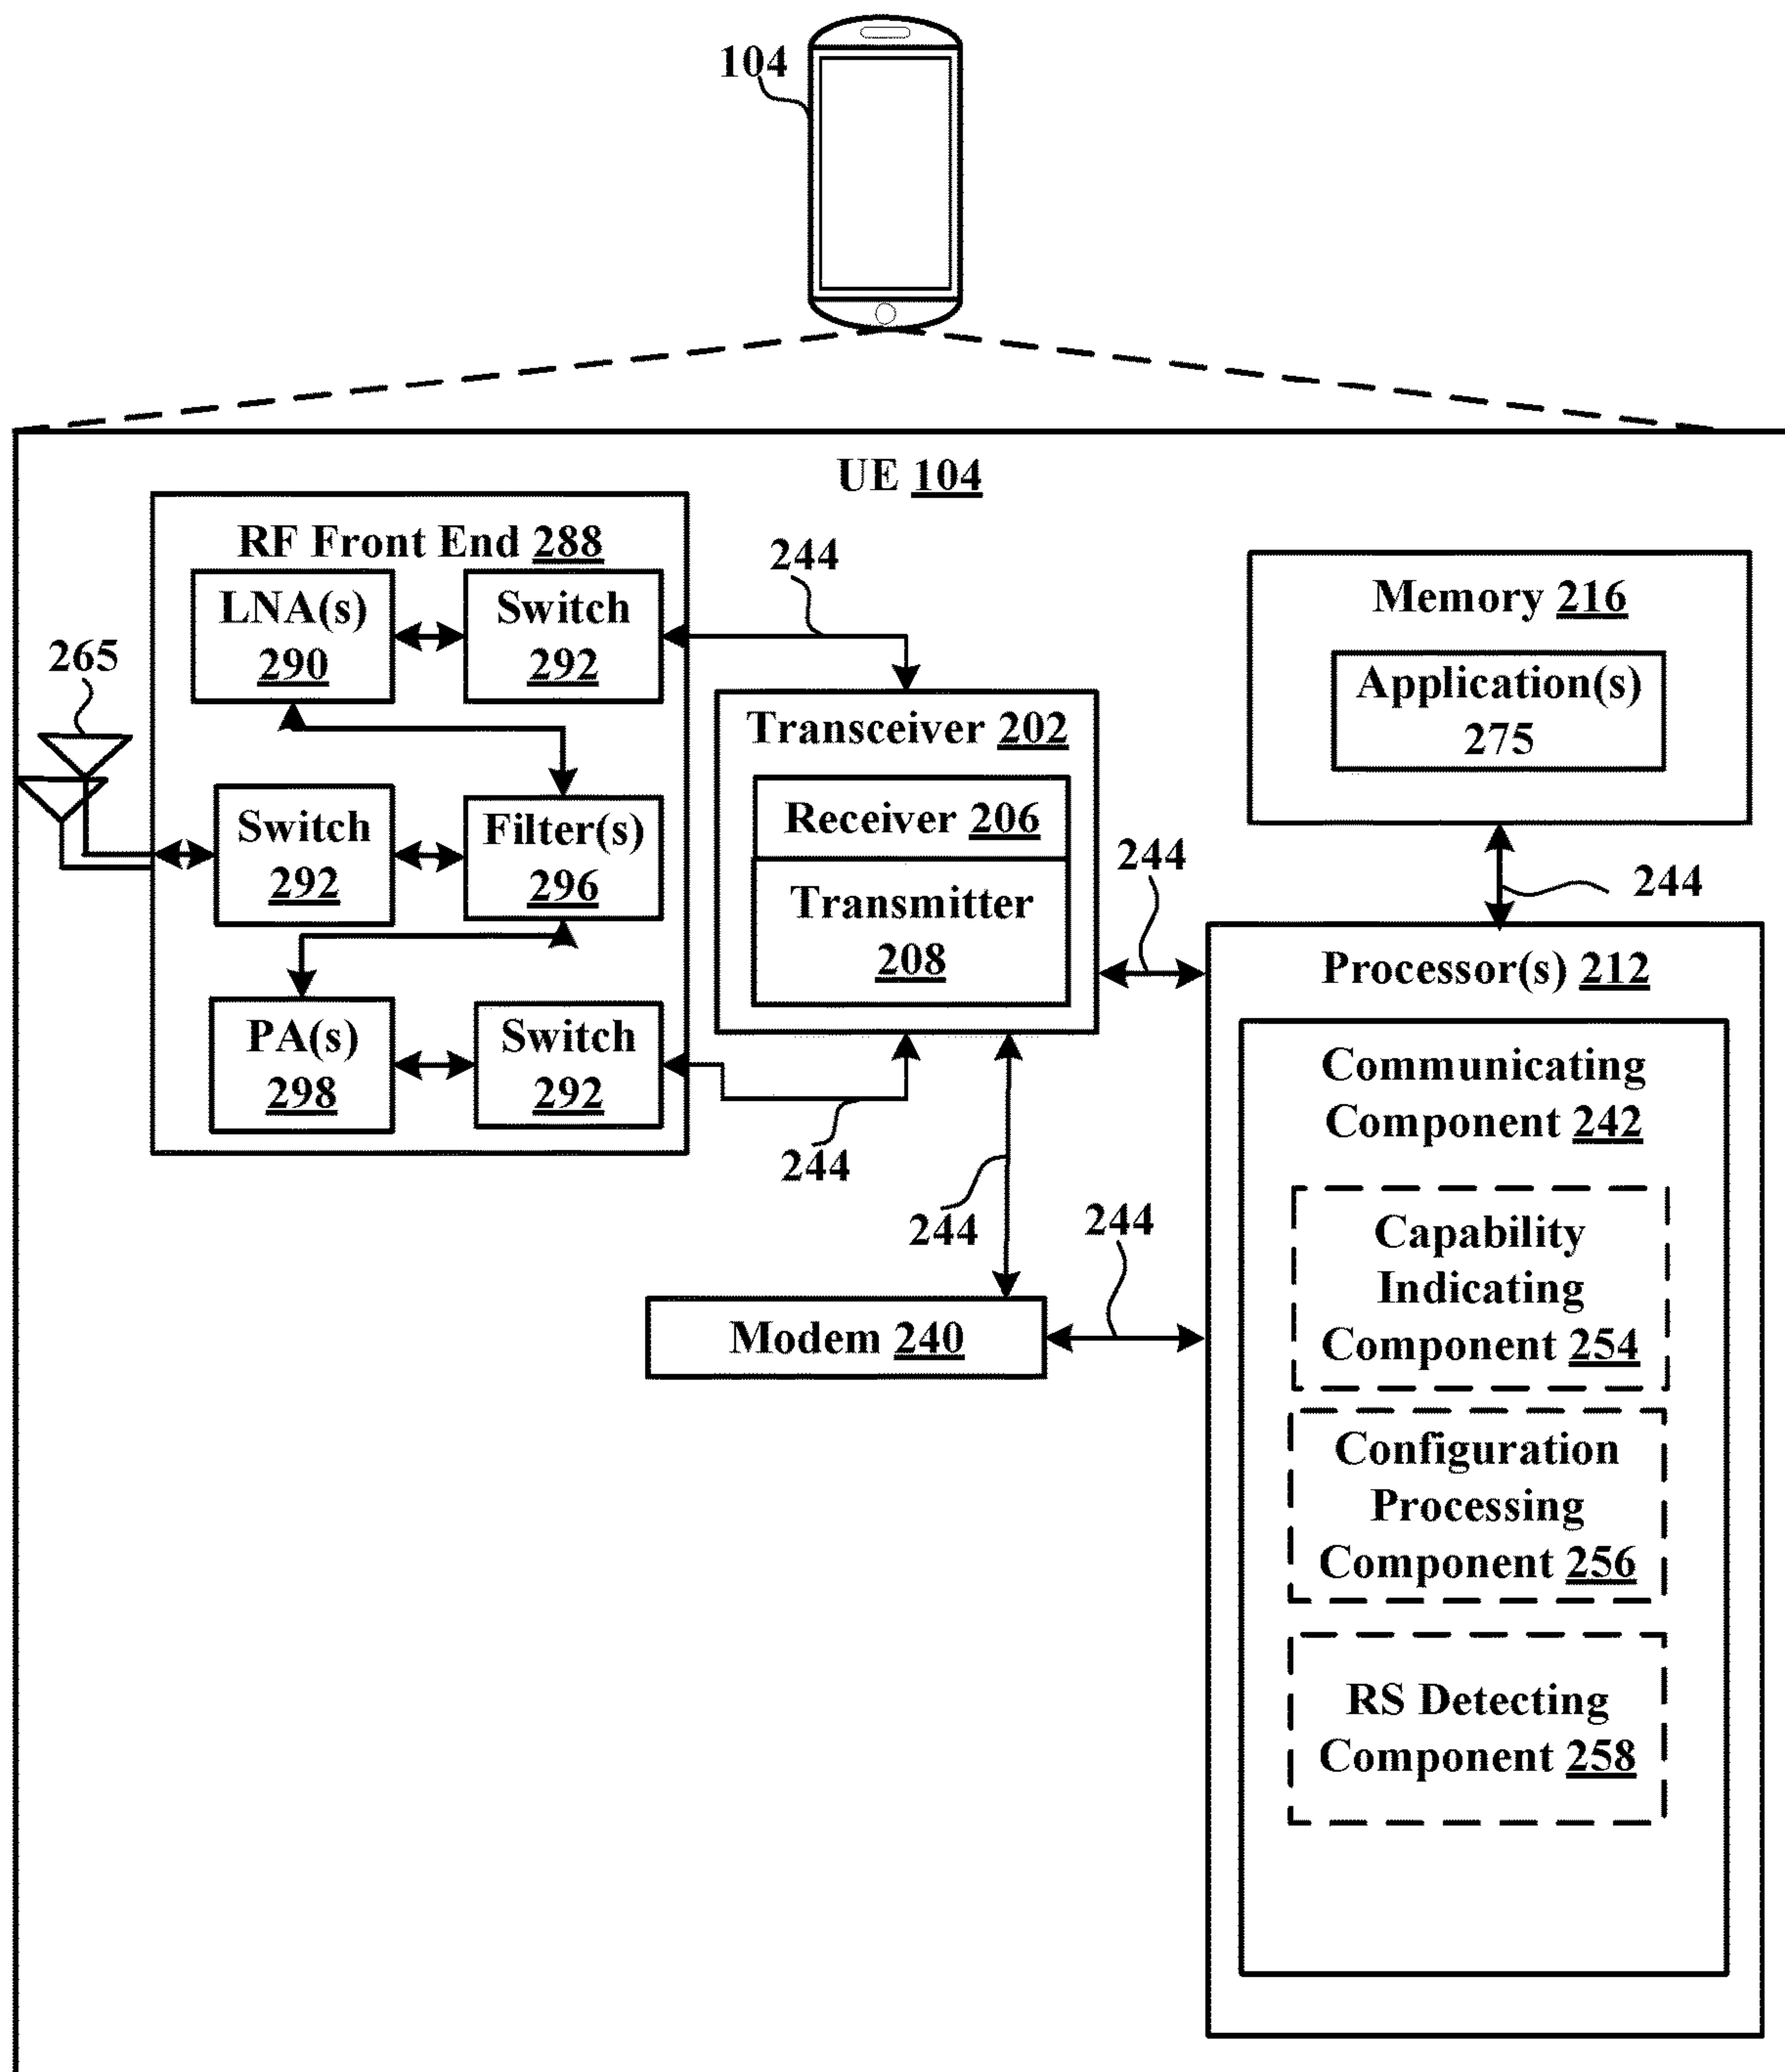 104
UE 104
RF Front End 288
LNA(s)
290
Switch
292
244
265
Switch
292
Filter(s)
296
PA(s)
298
Switch
292
244
Transceiver 202
Receiver 206
Transmitter
208
244
244
Modem 240
244
Memory 216
Application(s)
275
244
Processor(s) 212
Communicating
Component 242
Capability
Indicating
Component 254
Configuration
Processing
Component 256
RS Detecting
Component 258